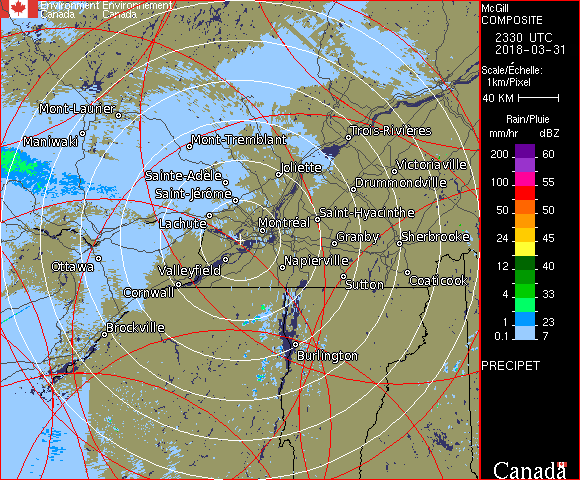 Environment Environnement
Canada Canada
Mont-Laurier
Maniwaki
Mont-Tremblant
Trois-Rivières
Sainte-Adèle
Joliette
Victoriaville
Saint-Jérôme
Drummondville
Lachute
Montréal
Saint-Hyacinthe
Granby
Sherbrooke
Ottawa
Valleyfield
Napierville
Cornwall
Sutton
Coaticook
Brockville
Burlington
McGill
COMPOSITE
2330 UTC
2018-03-31
Scale/Échelle:
1km/Pixel
40 KM
Rain/Pluie
mm/hr dBZ
200 60
100 55
50 50
24 45
12 40
8 33
4 30
1 23
0.1 7
PRECIPET
Canada